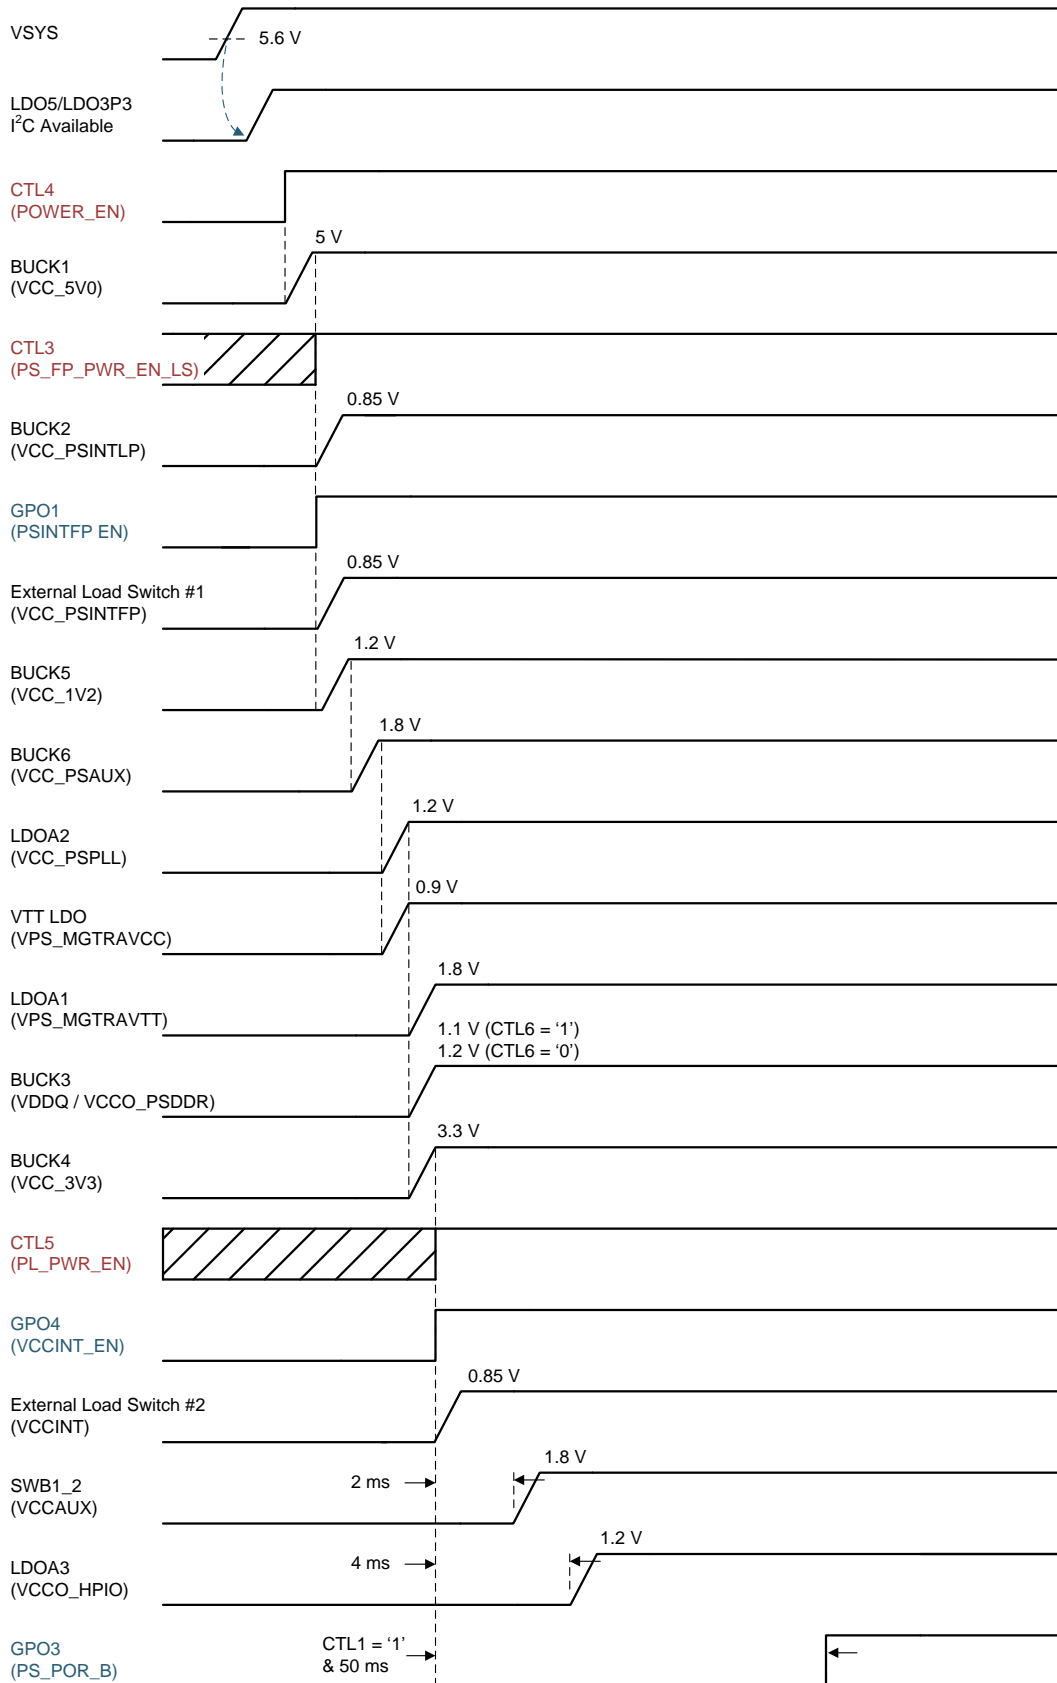 VSYS
5.6 V
LDO5/LDO3P3
I²C Available
CTL4
(POWER_EN)
5 V
BUCK1
(VCC_5V0)
CTL3
(PS_FP_PWR_EN_LS)
0.85 V
BUCK2
(VCC_PSINTLP)
GPO1
(PSINTFP EN)
0.85 V
External Load Switch #1
(VCC_PSINTFP)
1.2 V
BUCK5
(VCC_1V2)
1.8 V
BUCK6
(VCC_PSAUX)
1.2 V
LDOA2
(VCC_PSPLL)
0.9 V
VTT LDO
(VPS_MGTRAVCC)
1.8 V
LDOA1
(VPS_MGTRAVTT)
1.1 V (CTL6 = ‘1’)
1.2 V (CTL6 = ‘0’)
BUCK3
(VDDQ / VCCO_PSDDR)
3.3 V
BUCK4
(VCC_3V3)
CTL5
(PL_PWR_EN)
GPO4
(VCCINT_EN)
0.85 V
External Load Switch #2
(VCCINT)
1.8 V
2 ms
SWB1_2
(VCCAUX)
1.2 V
4 ms
LDOA3
(VCCO_HPIO)
CTL1 = ‘1’
& 50 ms
GPO3
(PS_POR_B)